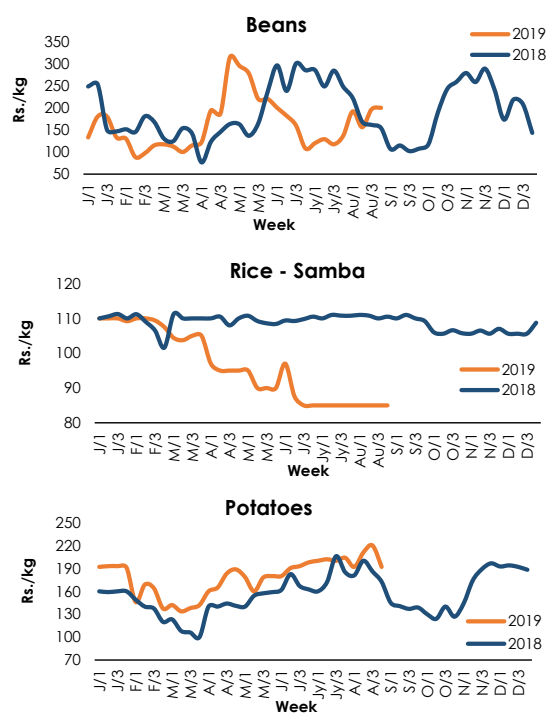 Beans
2019
2018
Rs./kg
350
300
250
200
150
100
50
J/1
J/3
F/1
F/3
M/1
M/3
A/1
A/3
M/1
M/3
J/1
J/3
Jy/1
Jy/3
Au/1
Au/3
S/1
S/3
O/1
O/3
N/1
N/3
D/1
D/3
Week
Rice - Samba
Rs./kg
120
110
100
90
80
2019
2018
J/1
J/3
F/1
F/3
M/1
M/3
A/1
A/3
M/1
M/3
J/1
J/3
Jy/1
Jy/3
Au/1
Au/3
S/1
S/3
O/1
O/3
N/1
N/3
D/1
D/3
Week
Potatoes
Rs./kg
250
220
190
160
130
100
70
2019
2018
J/1
J/3
F/1
F/3
M/1
M/3
A/1
A/3
M/1
M/3
J/1
J/3
Jy/1
Jy/3
A/1
A/3
S/1
S/3
O/1
O/3
N/1
N/3
D/1
D/3
Week